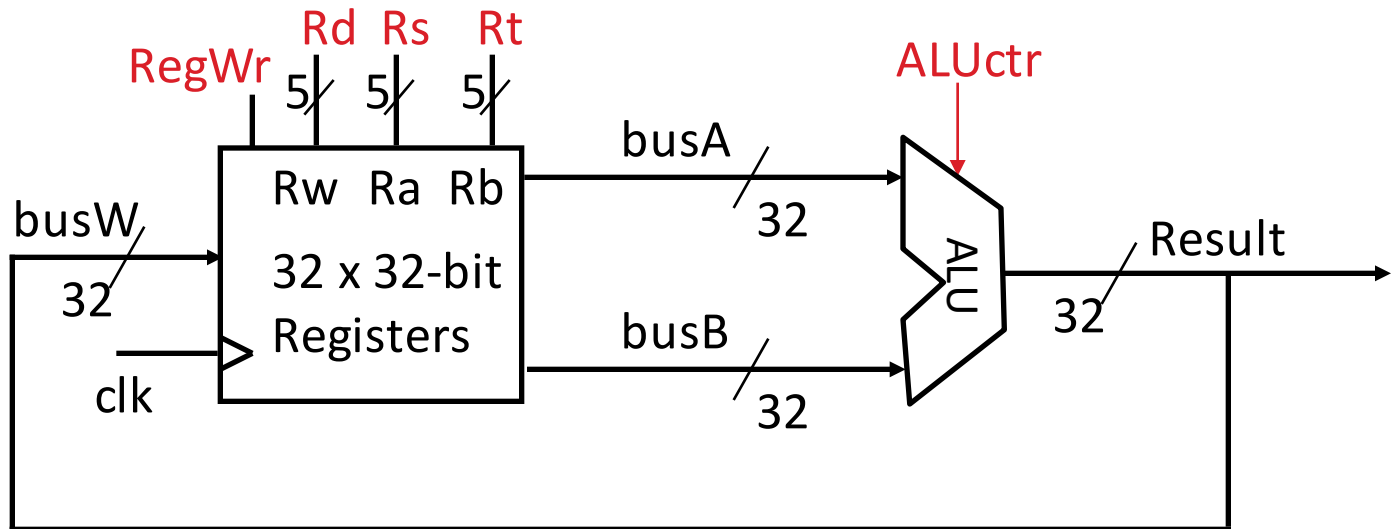 Rd Rs Rt
RegWr
ALUctr
5 5 5
busA
Rw Ra Rb
busW
32
Result
32 x 32-bit
ALU
32
32
Registers
busB
clk
32